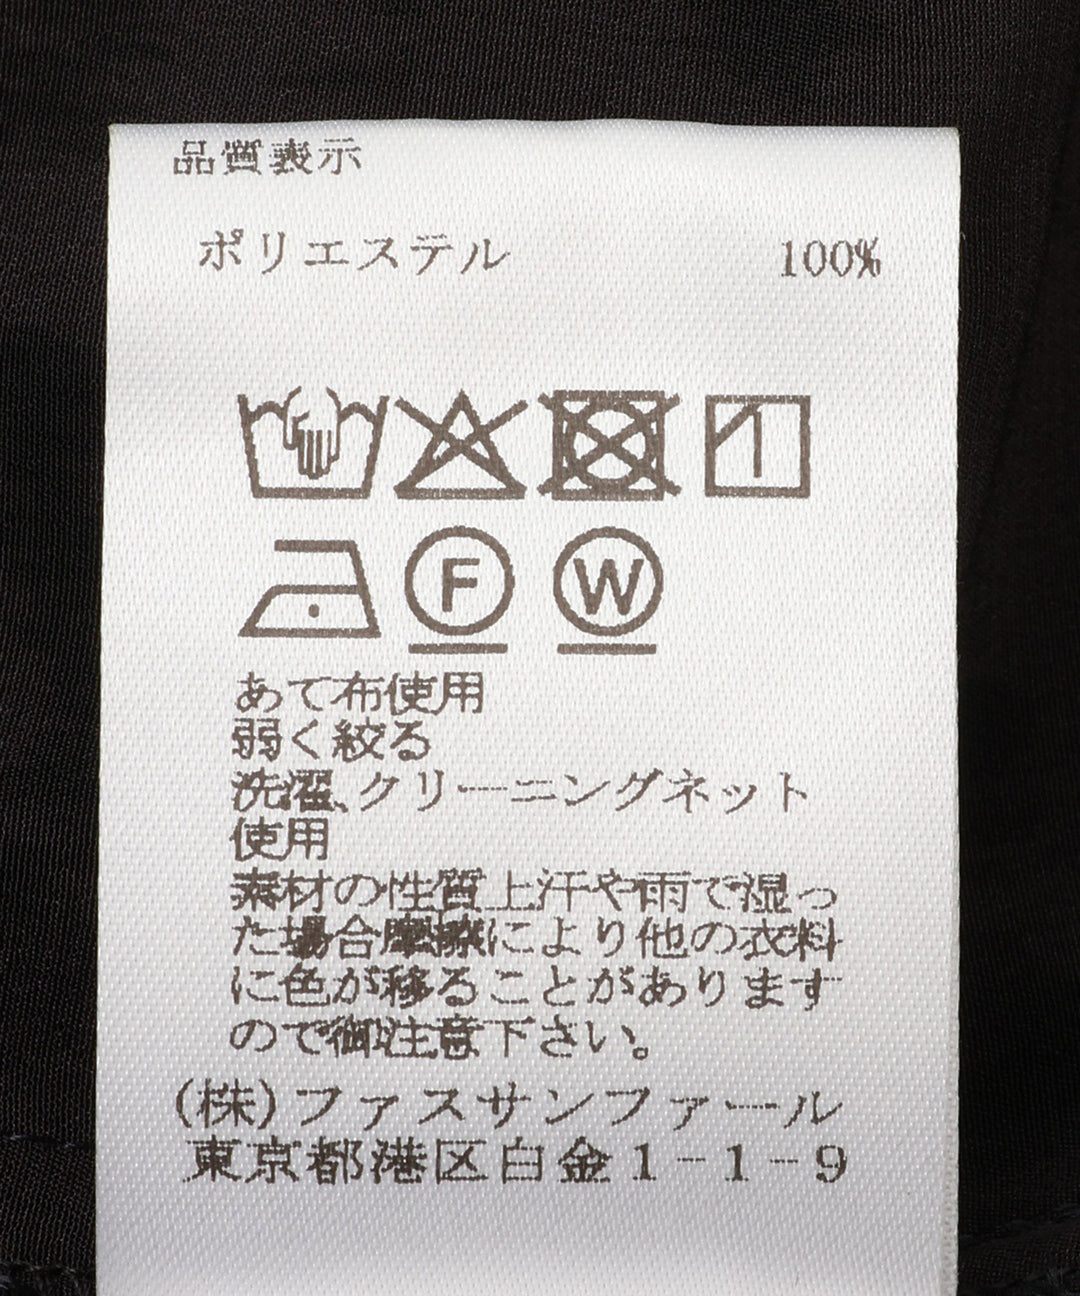 品質表示
ポリエステル 100%
F W
あて布使用
弱く絞る
洗濯、クリーニングネット
使用
素材の性質上汗や雨で湿っ
た場合摩擦により他の衣料
に色が移ることがあります
ので御注意下さい。
(株)ファスサンファール
東京都港区白金1-1-9